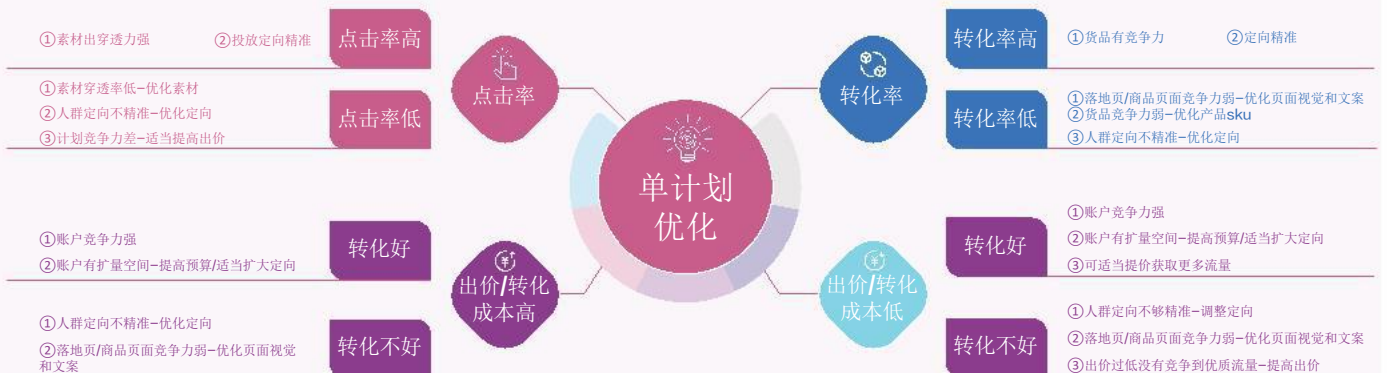 ①素材出穿透力强 ②投放定向精准
点击率高
①素材穿透率低–优化素材
②人群定向不精准–优化定向
③计划竞争力差–适当提高出价
点击率低
点击率
转化率
转化率高
①货品有竞争力 ②定向精准
转化率低
①落地页/商品页面竞争力弱–优化页面视觉和文案
②货品竞争力弱–优化产品sku
③人群定向不精准–优化定向
单计划
优化
①账户竞争力强
②账户有扩量空间–提高预算/适当扩大定向
转化好
①人群定向不精准–优化定向
②落地页/商品页面竞争力弱–优化页面视觉
和文案
转化不好
出价/转化
成本高
出价/转化
成本低
转化好
①账户竞争力强
②账户有扩量空间–提高预算/适当扩大定向
③可适当提价获取更多流量
转化不好
①人群定向不够精准–调整定向
②落地页/商品页面竞争力弱–优化页面视觉和文案
③出价过低没有竞争到优质流量–提高出价